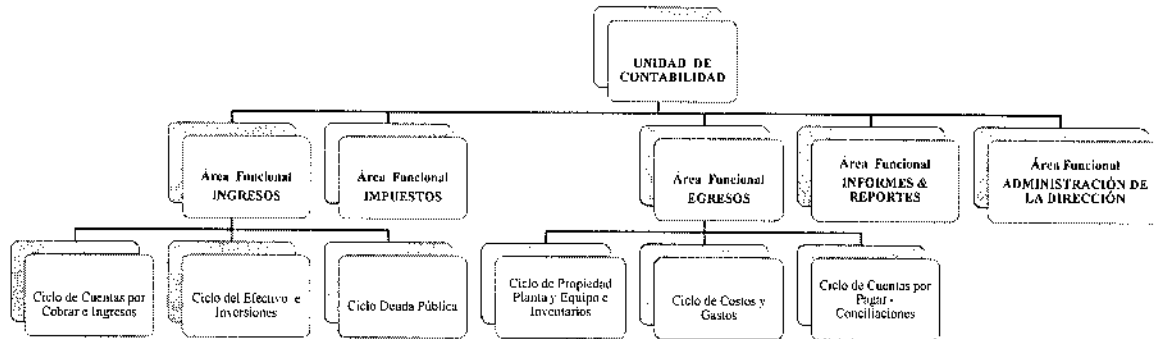 UNIDAD DE
CONTABILIDAD
Área Funcional
INGRESOS
Área Funcional
IMPUESTOS
Área Funcional
EGRESOS
Área Funcional
INFORMES &
REPORTES
Área Funcional
ADMINISTRACIÓN DE
LA DIRECCIÓN
Ciclo de Cuentas por
Cobrar e Ingresos
Ciclo del Efectivo e
Inversiones
Ciclo Deuda Pública
Ciclo de Propiedad
Planta y Equipo e
Inventarios
Ciclo de Costos y
Gastos
Ciclo de Cuentas por
Pagar -
Conciliaciones